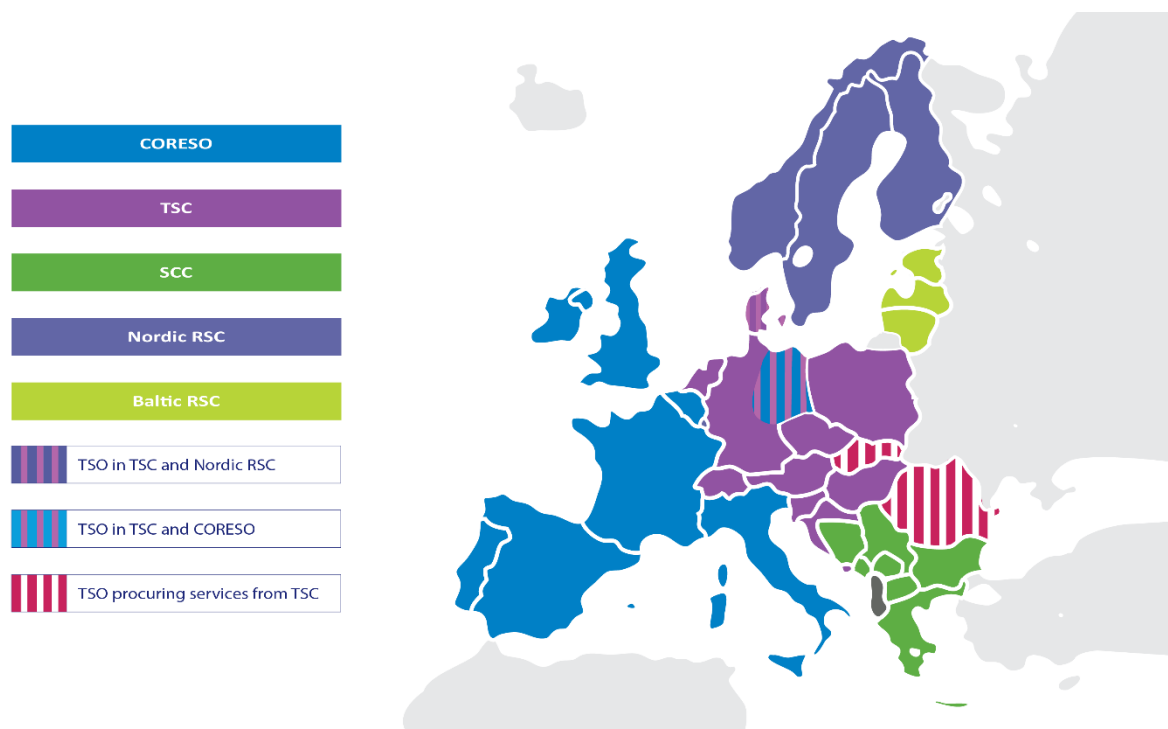 CORESO
TSC
SCC
Nordic RSC
Baltic RSC
TSO in TSC and Nordic RSC
TSO in TSC and CORESO
TSO procuring services from TSC